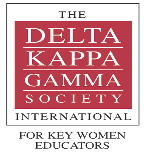 THE
DELTA
KAPPA
GAMMA
SOCIETY
INTERNATIONAL
FOR KEY WOMEN
EDUCATORS